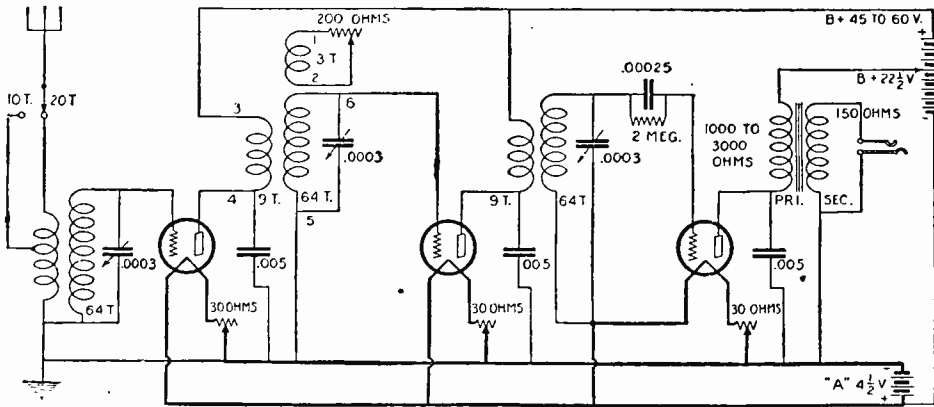 200 OHMS
B + 45 TO 60 V.
+
1
3 T
2
.00025
B + 22½ V
10 T. 20T
3
6
2 MEG.
1000 TO
3000
OHMS
150 OHMS
.0003
.0003
4
9 T.
64 T.
5
9 T.
64T
PRI.
SEC.
.0003
.005
.005
.005
64 T
30 OHMS
30 OHMS
30 OHMS
-
"A" 4½ V
+